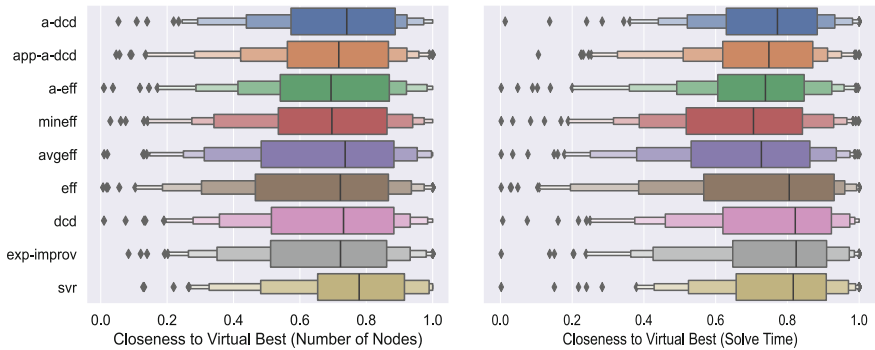 a-dcd
app-a-dcd
a-eff
mineff
avgeff
eff
dcd
exp-improv
svr
0.0 0.2 0.4 0.6 0.8 1.0
Closeness to Virtual Best (Number of Nodes)
0.0 0.2 0.4 0.6 0.8 1.0
Closeness to Virtual Best (Solve Time)